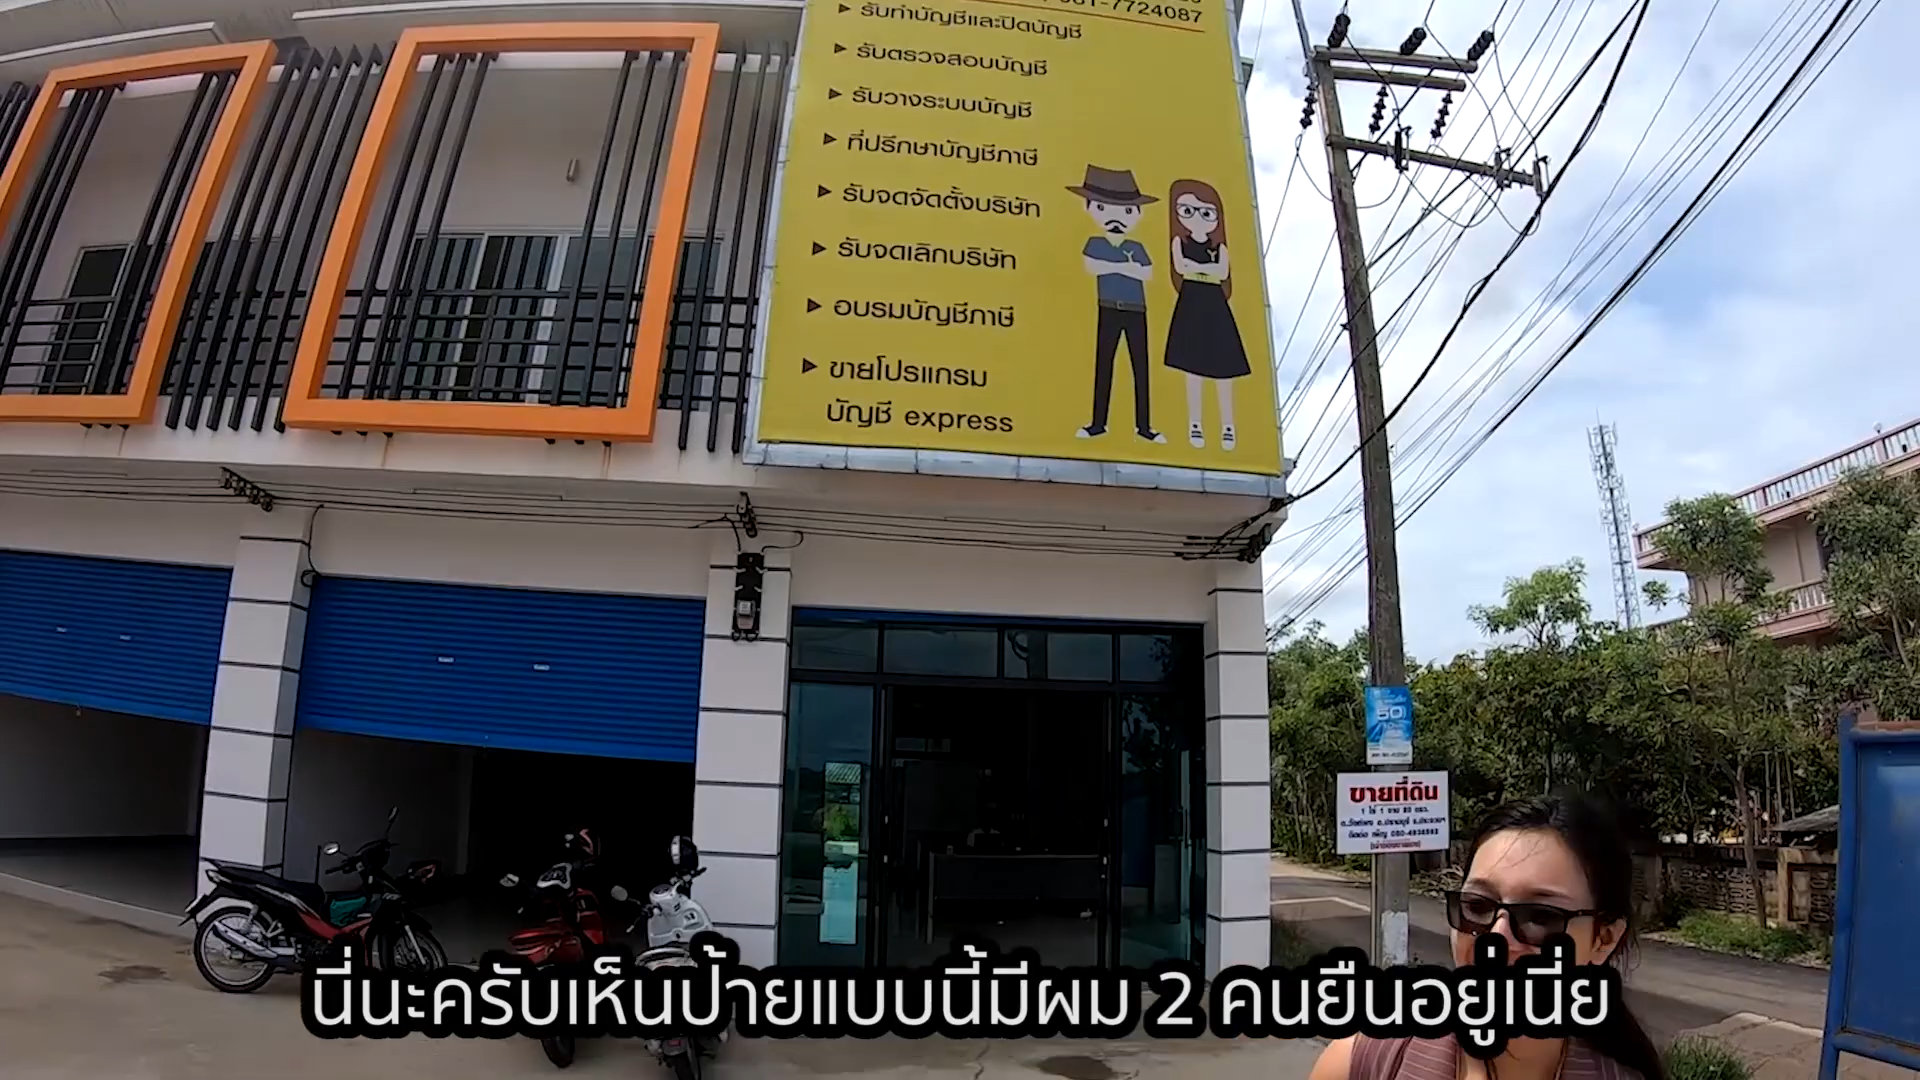 061-7724087
รับทำบัญชีและปิดบัญชี
รับตรวจสอบบัญชี
รับวางระบบบัญชี
ที่ปรึกษาบัญชีภาษี
รับจดจัดตั้งบริษัท
รับจดเลิกบริษัท
อบรมบัญชีภาษี
ขายโปรแกรม
บัญชี express
50
ขายที่ดิน
นี่นะครับเห็นป้ายแบบนี้มีผม 2 คนยืนอยู่เนี่ย